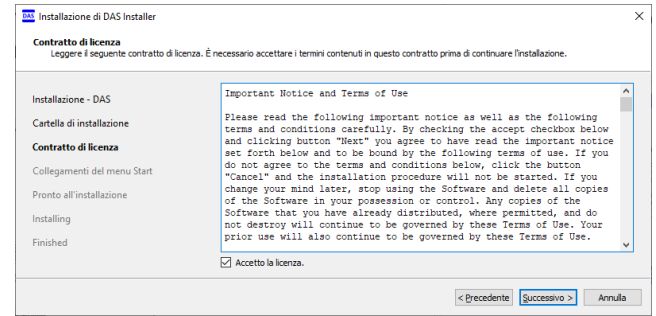 DAS Installazione di DAS Installer
Contratto di licenza
Leggere il seguente contratto di licenza. È necessario accettare i termini contenuti in questo contratto prima di continuare l'installazione.
Installazione - DAS
Cartella di installazione
Contratto di licenza
Collegamenti del menu Start
Pronto all'installazione
Installing
Finished
Important Notice and Terms of Use
Please read the following important notice as well as the following
terms and conditions carefully. By checking the accept checkbox below
and clicking button "Next" you agree to have read the important notice
set forth below and to be bound by the following terms of use. If you
do not agree to the terms and conditions below, click the button
"Cancel" and the installation procedure will not be started. If you
change your mind later, stop using the Software and delete all copies
of the Software in your possession or control. Any copies of the
Software that you have already distributed, where permitted, and do
not destroy will continue to be governed by these Terms of Use. Your
prior use will also continue to be governed by these Terms of Use.
Accetto la licenza.
< Precedente
Successivo >
Annulla